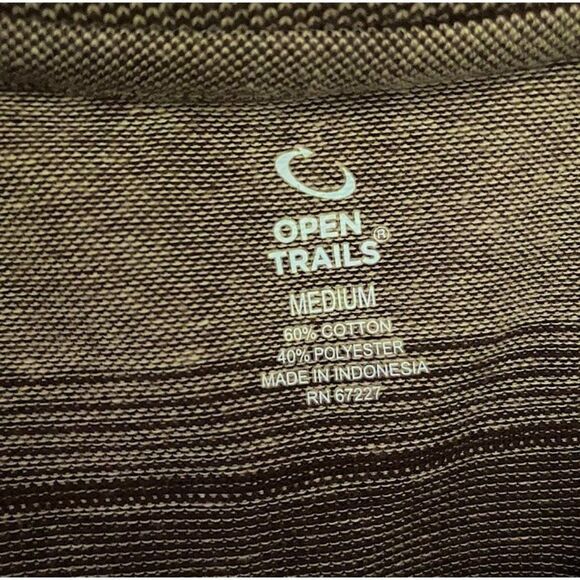 OPEN
TRAILS®
MEDIUM
60% COTTON
40% POLYESTER
MADE IN INDONESIA
RN 67227